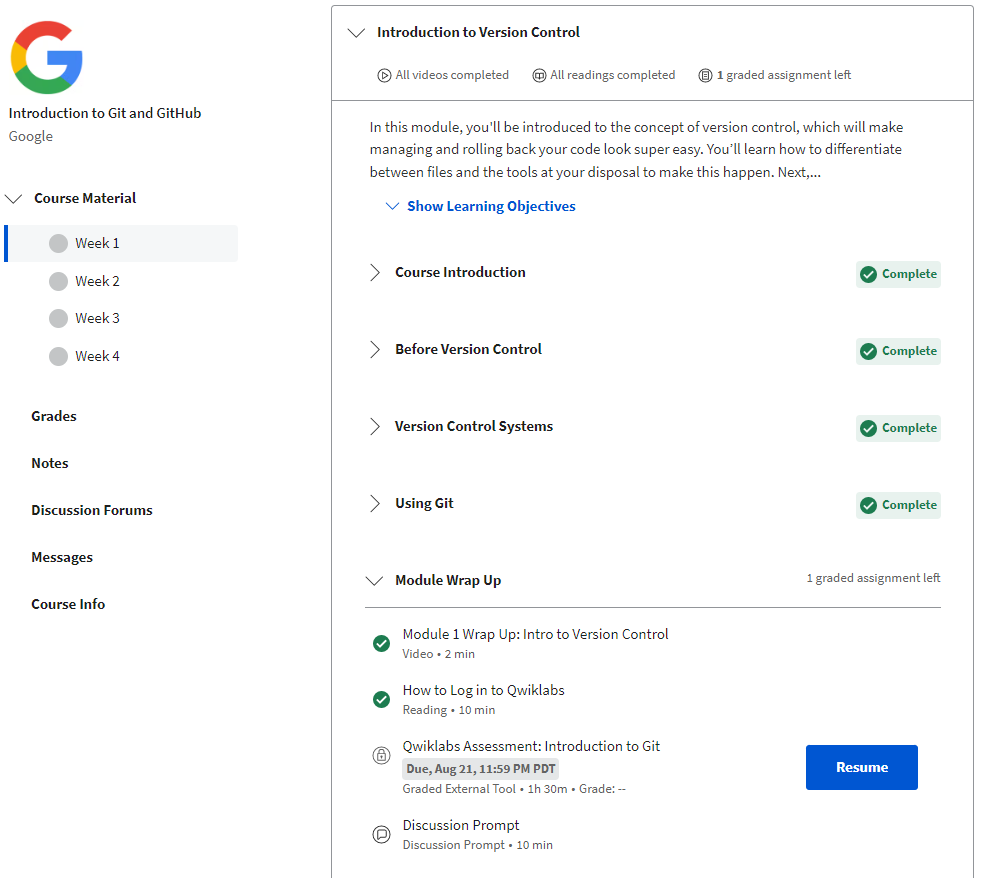 Introduction to Git and GitHub
Google
Course Material
Week 1
Week 2
Week 3
Week 4
Grades
Notes
Discussion Forums
Messages
Course Info
Introduction to Version Control
All videos completed
All readings completed
1 graded assignment left
In this module, you'll be introduced to the concept of version control, which will make
managing and rolling back your code look super easy. You’ll learn how to differentiate
between files and the tools at your disposal to make this happen. Next,...
Show Learning Objectives
Course Introduction
Complete
Before Version Control
Complete
Version Control Systems
Complete
Using Git
Complete
Module Wrap Up
1 graded assignment left
Module 1 Wrap Up: Intro to Version Control
Video • 2 min
How to Log in to Qwiklabs
Reading • 10 min
Qwiklabs Assessment: Introduction to Git
Due, Aug 21, 11:59 PM PDT
Graded External Tool • 1h 30m • Grade: --
Resume
Discussion Prompt
Discussion Prompt • 10 min